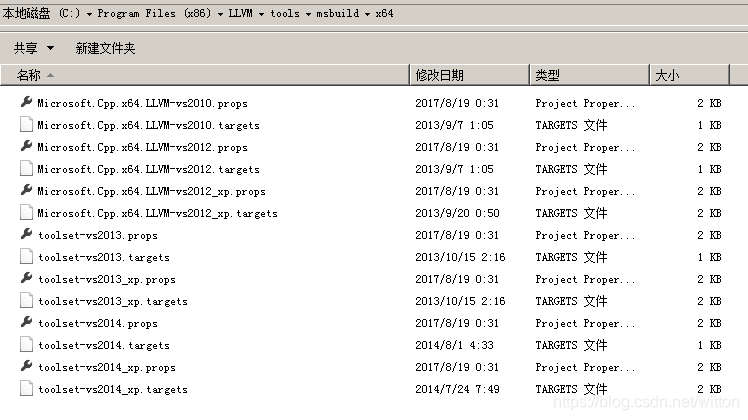 本地磁盘 (C:) ▾ Program Files (x86) ▾ LLVM ▾ tools ▾ msbuild ▾ x64
共享 ▼ 新建文件夹
名称 修改日期 类型 大小
Microsoft.Cpp.x64.LLVM-vs2010.props 2017/8/19 0:31 Project Proper... 2 KB
Microsoft.Cpp.x64.LLVM-vs2010.targets 2013/9/7 1:05 TARGETS 文件 1 KB
Microsoft.Cpp.x64.LLVM-vs2012.props 2017/8/19 0:31 Project Proper... 2 KB
Microsoft.Cpp.x64.LLVM-vs2012.targets 2013/9/7 1:05 TARGETS 文件 1 KB
Microsoft.Cpp.x64.LLVM-vs2012_xp.props 2017/8/19 0:31 Project Proper... 2 KB
Microsoft.Cpp.x64.LLVM-vs2012_xp.targets 2013/9/20 0:50 TARGETS 文件 2 KB
toolset-vs2013.props 2017/8/19 0:31 Project Proper... 2 KB
toolset-vs2013.targets 2013/10/15 2:16 TARGETS 文件 1 KB
toolset-vs2013_xp.props 2017/8/19 0:31 Project Proper... 2 KB
toolset-vs2013_xp.targets 2013/10/15 2:16 TARGETS 文件 2 KB
toolset-vs2014.props 2017/8/19 0:31 Project Proper... 2 KB
toolset-vs2014.targets 2014/8/1 4:33 TARGETS 文件 1 KB
toolset-vs2014_xp.props 2017/8/19 0:31 Project Proper... 2 KB
toolset-vs2014_xp.targets 2014/7/24 7:49 TARGETS 文件 2 KB
https://blog.csdn.net/witton